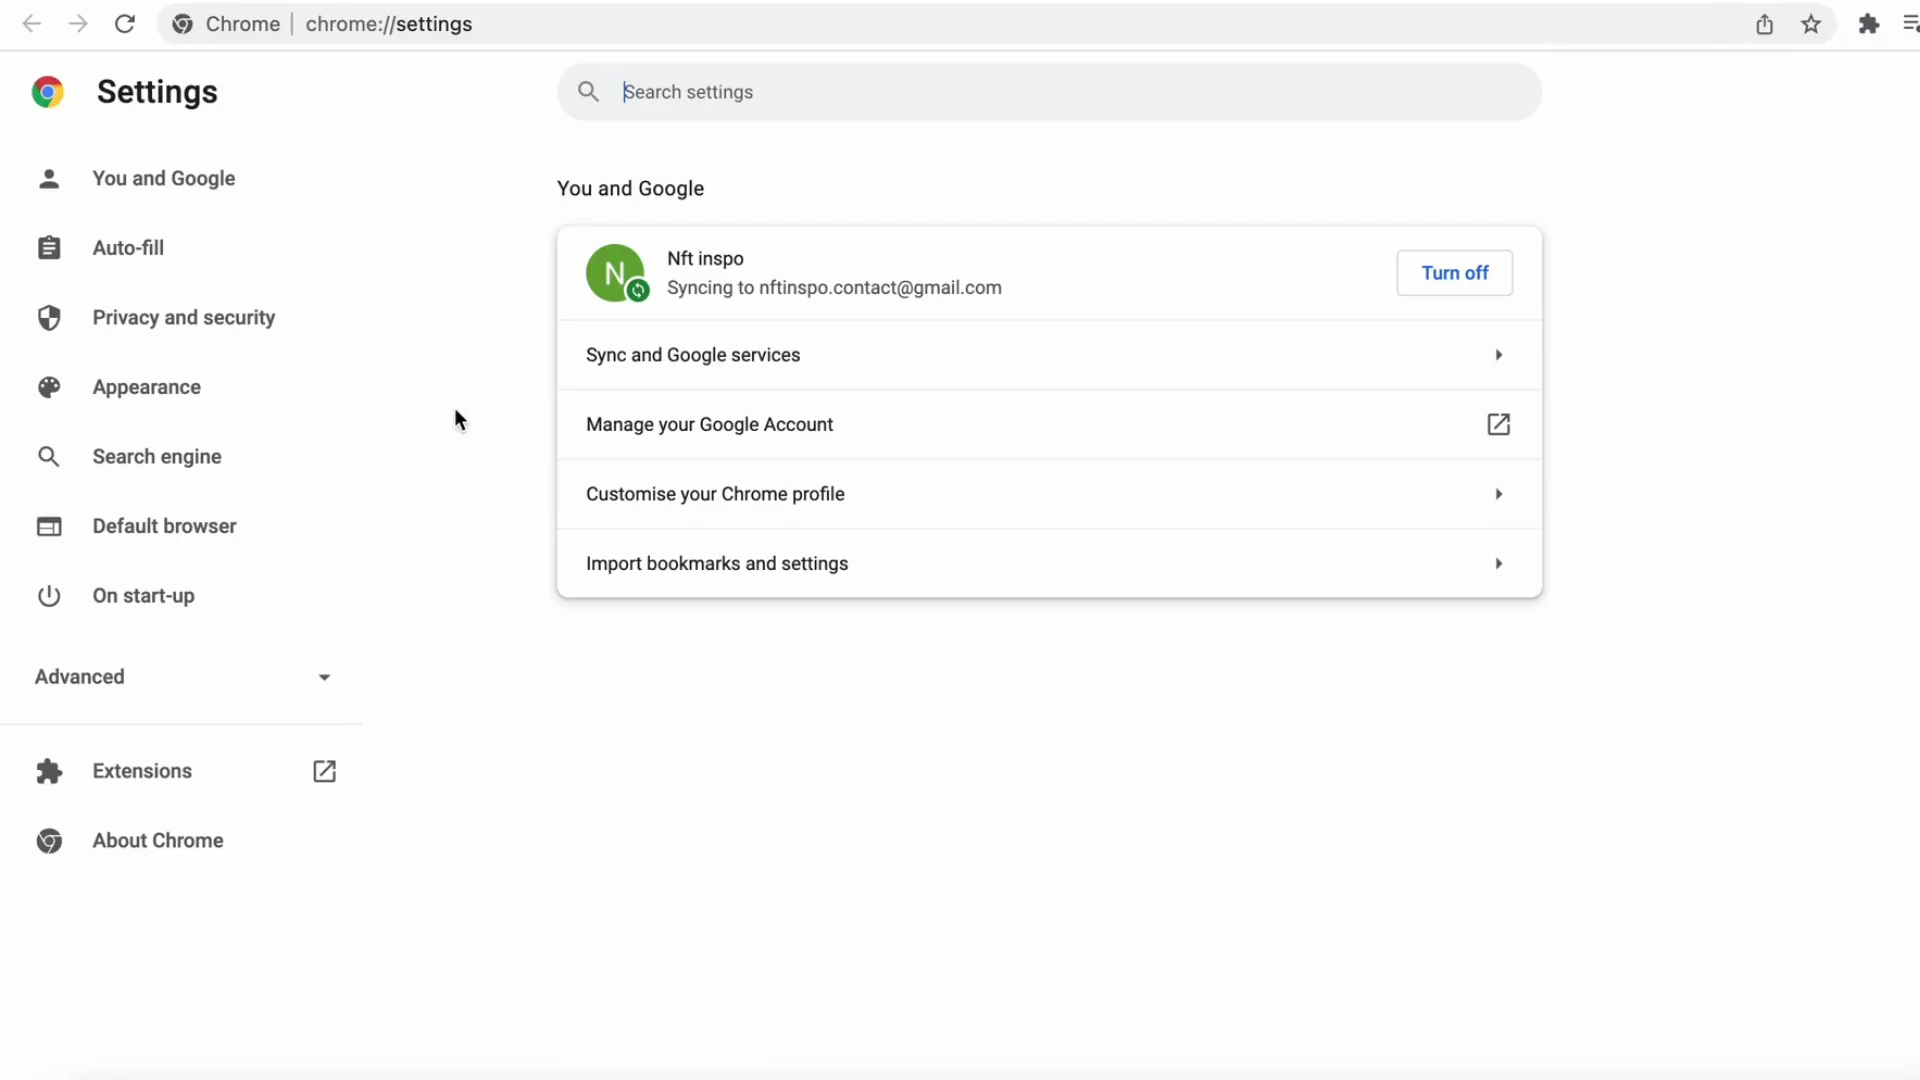 Chrome | chrome://settings
Settings
Search settings
You and Google
Auto-fill
Privacy and security
Appearance
Search engine
Default browser
On start-up
Advanced
Extensions
About Chrome
You and Google
N
Nft inspo
Syncing to nftinspo.contact@gmail.com
Turn off
Sync and Google services
Manage your Google Account
Customise your Chrome profile
Import bookmarks and settings